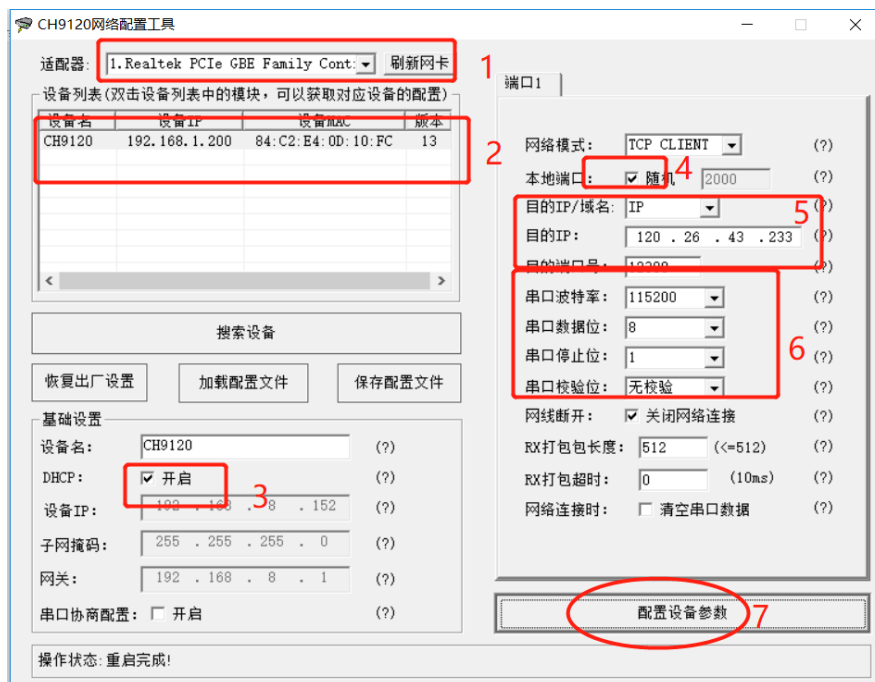 CH9120网络配置工具
适配器: 1.Realtek PCIe GBE Family Cont: 刷新网卡 1
设备列表(双击设备列表中的模块，可以获取对应设备的配置)
设备名 设备IP 设备MAC 版本
CH9120 192.168.1.200 84:C2:E4:0D:10:FC 13
2
搜索设备
恢复出厂设置 加载配置文件 保存配置文件
基础设置
设备名: CH9120 (?)
DHCP: 开启 3 (?)
设备IP: 192 . 168 . 8 . 152 (?)
子网掩码: 255 . 255 . 255 . 0 (?)
网关: 192 . 168 . 8 . 1 (?)
串口协商配置: 开启 (?)
端口1
网络模式: TCP CLIENT (?)
本地端口: 随机 4 2000 (?)
目的IP/域名: IP 5 (?)
目的IP: 120 . 26 . 43 . 233 (?)
目的端口号: (?)
串口波特率: 115200 (?)
串口数据位: 8 (?)
串口停止位: 1 6 (?)
串口校验位: 无校验 (?)
网线断开: 关闭网络连接 (?)
RX打包包长度: 512 (<=512) (?)
RX打包超时: 0 (10ms) (?)
网络连接时: 清空串口数据 (?)
配置设备参数 7
操作状态:重启完成!